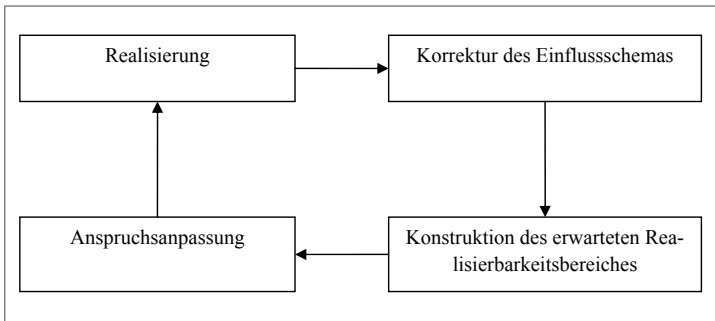 Realisierung
Korrektur des Einflussschemas
Anspruchsanpassung
Konstruktion des erwarteten Rea-
lisierbarkeitsbereiches